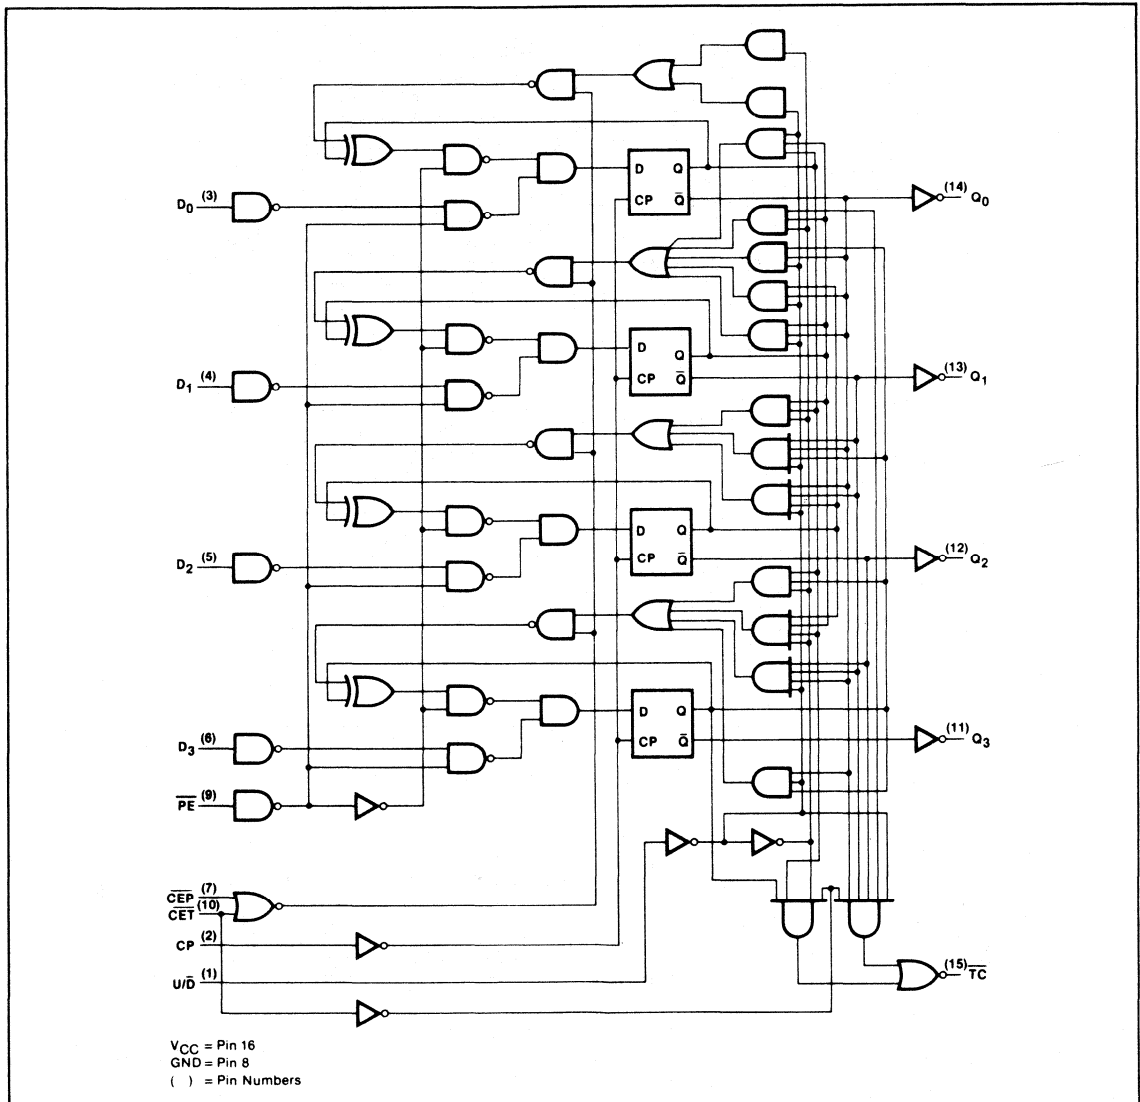 D0 (3)
D Q
CP Q̄
(14) Q0
D1 (4)
D Q
CP Q̄
(13) Q1
D2 (5)
D Q
CP Q̄
(12) Q2
D3 (6)
D Q
CP Q̄
(11) Q3
P̅E̅ (9)
C̅E̅P̅ (7)
C̅E̅T̅ (10)
CP (2)
U/D̄ (1)
(15) T̅C̅
VCC = Pin 16
GND = Pin 8
( ) = Pin Numbers